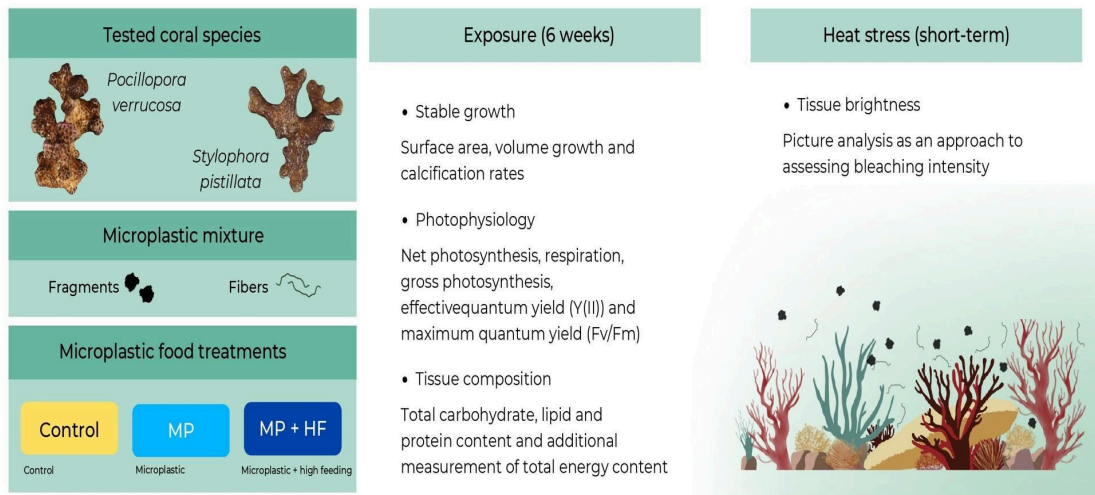 Tested coral species
Pocillopora
verrucosa
Stylophora
pistillata
Microplastic mixture
Fragments
Fibers
Microplastic food treatments
Control
MP
MP + HF
Control
Microplastic
Microplastic + high feeding
Exposure (6 weeks)
• Stable growth
Surface area, volume growth and
calcification rates
• Photophysiology
Net photosynthesis, respiration,
gross photosynthesis,
effectivequantum yield (Y(II)) and
maximum quantum yield (Fv/Fm)
• Tissue composition
Total carbohydrate, lipid and
protein content and additional
measurement of total energy content
Heat stress (short-term)
• Tissue brightness
Picture analysis as an approach to
assessing bleaching intensity